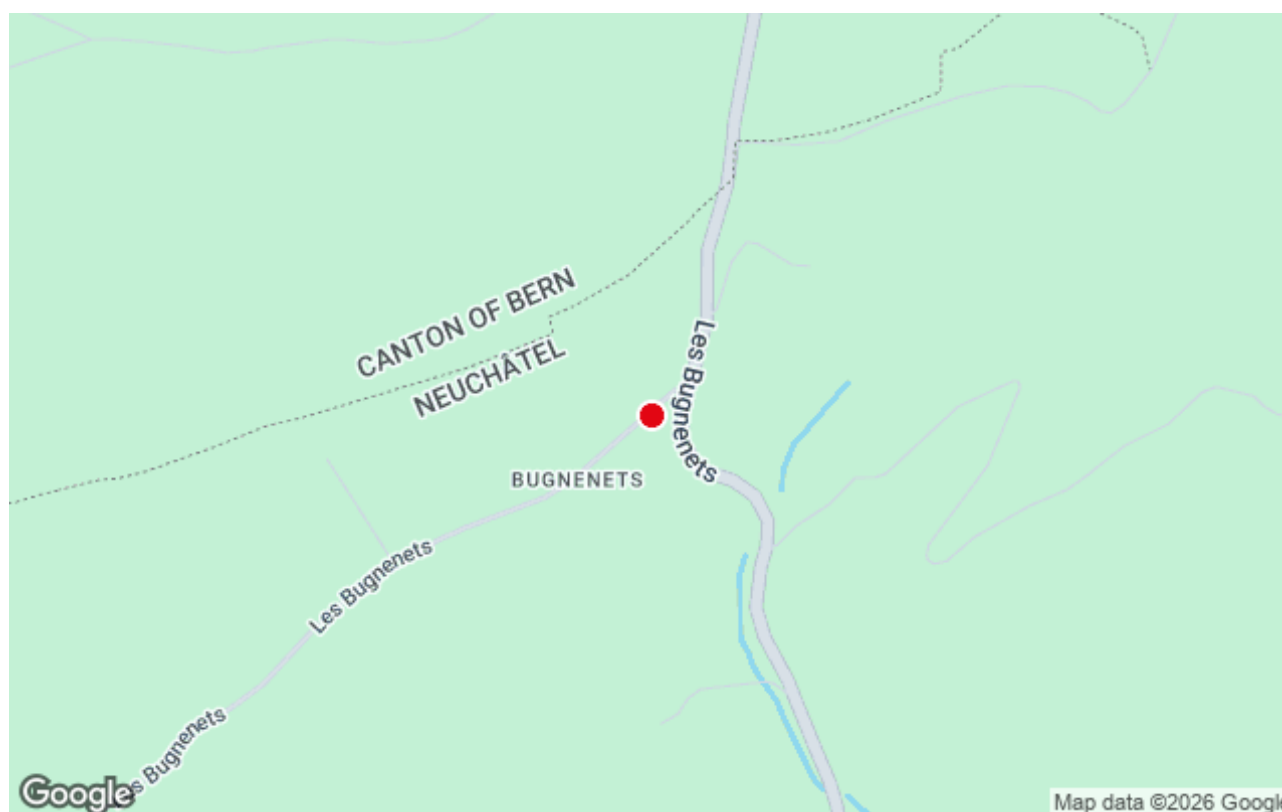 CANTON OF BERN
NEUCHÂTEL
Les Bugnenets
BUGNENETS
Les Bugnenets
Les Bugnenets
Google
Map data ©2026 Google